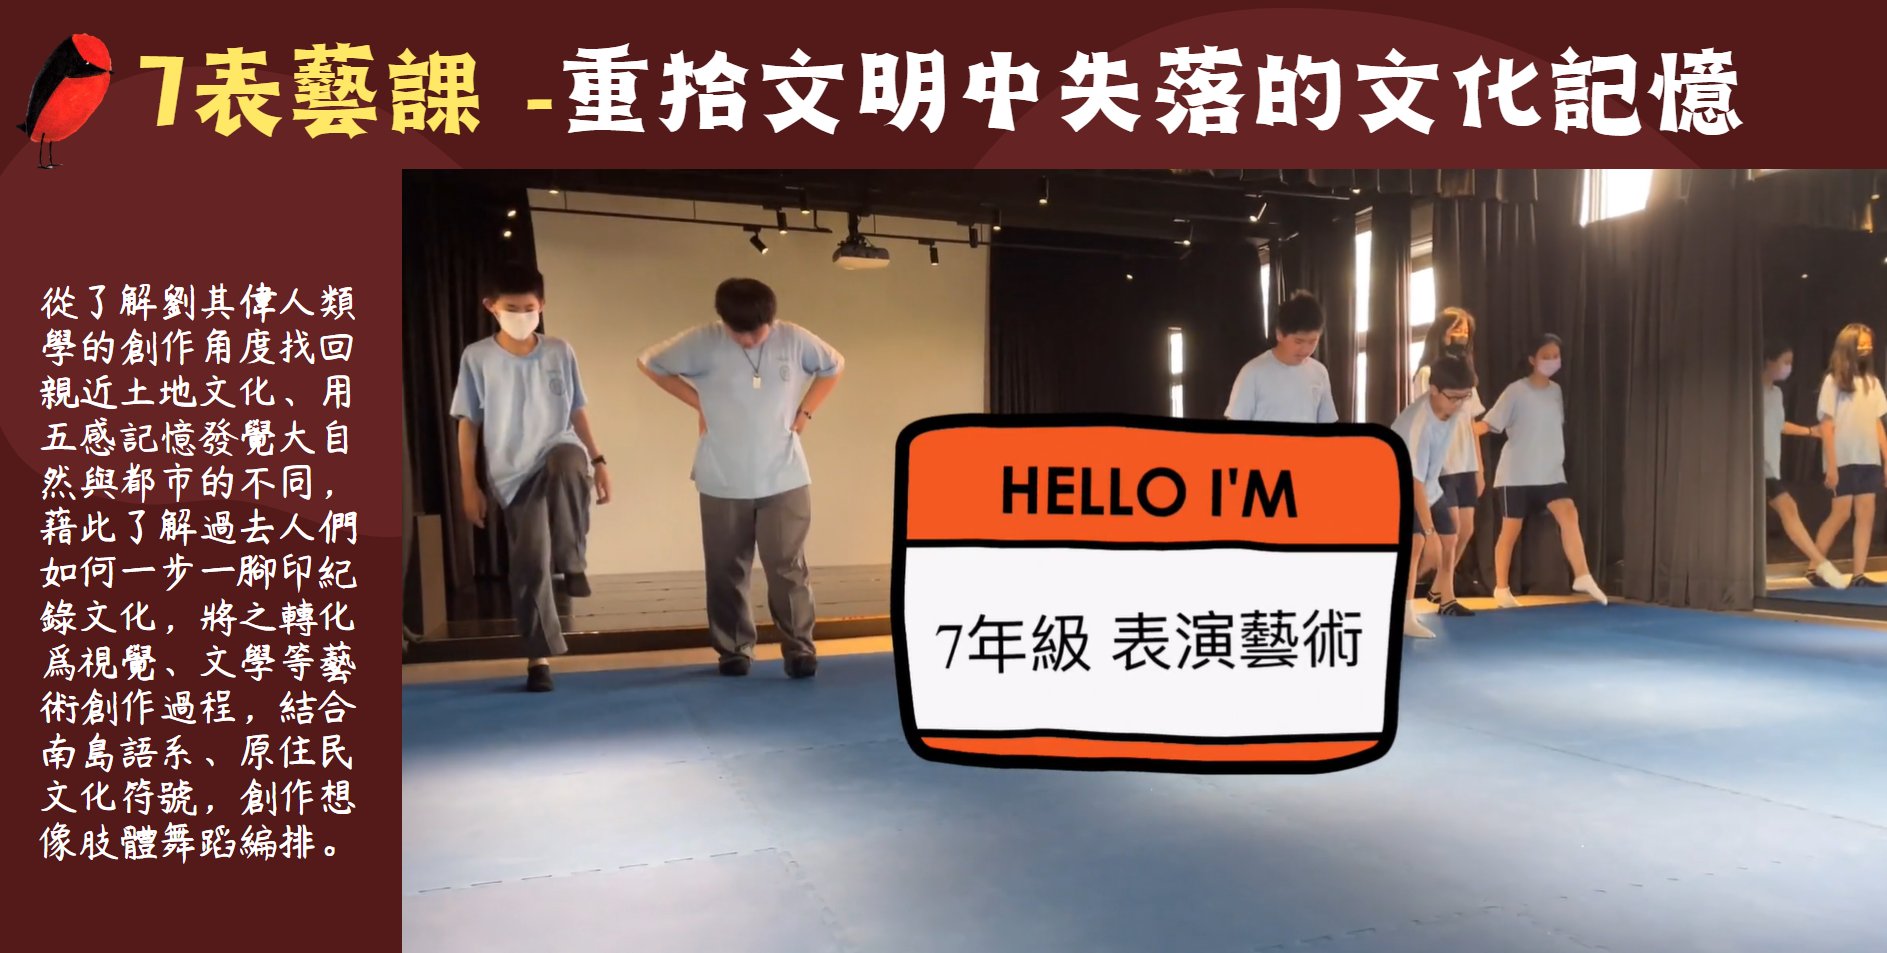 7表藝課 -重拾文明中失落的文化記憶
從了解劉其偉人類
學的創作角度找回
親近土地文化、用
五感記憶發覺大自
然與都市的不同，
藉此了解過去人們
如何一步一腳印紀
錄文化，將之轉化
為視覺、文學等藝
術創作過程，結合
南島語系、原住民
文化符號，創作想
像肢體舞蹈編排。
HELLO I'M
7年級 表演藝術